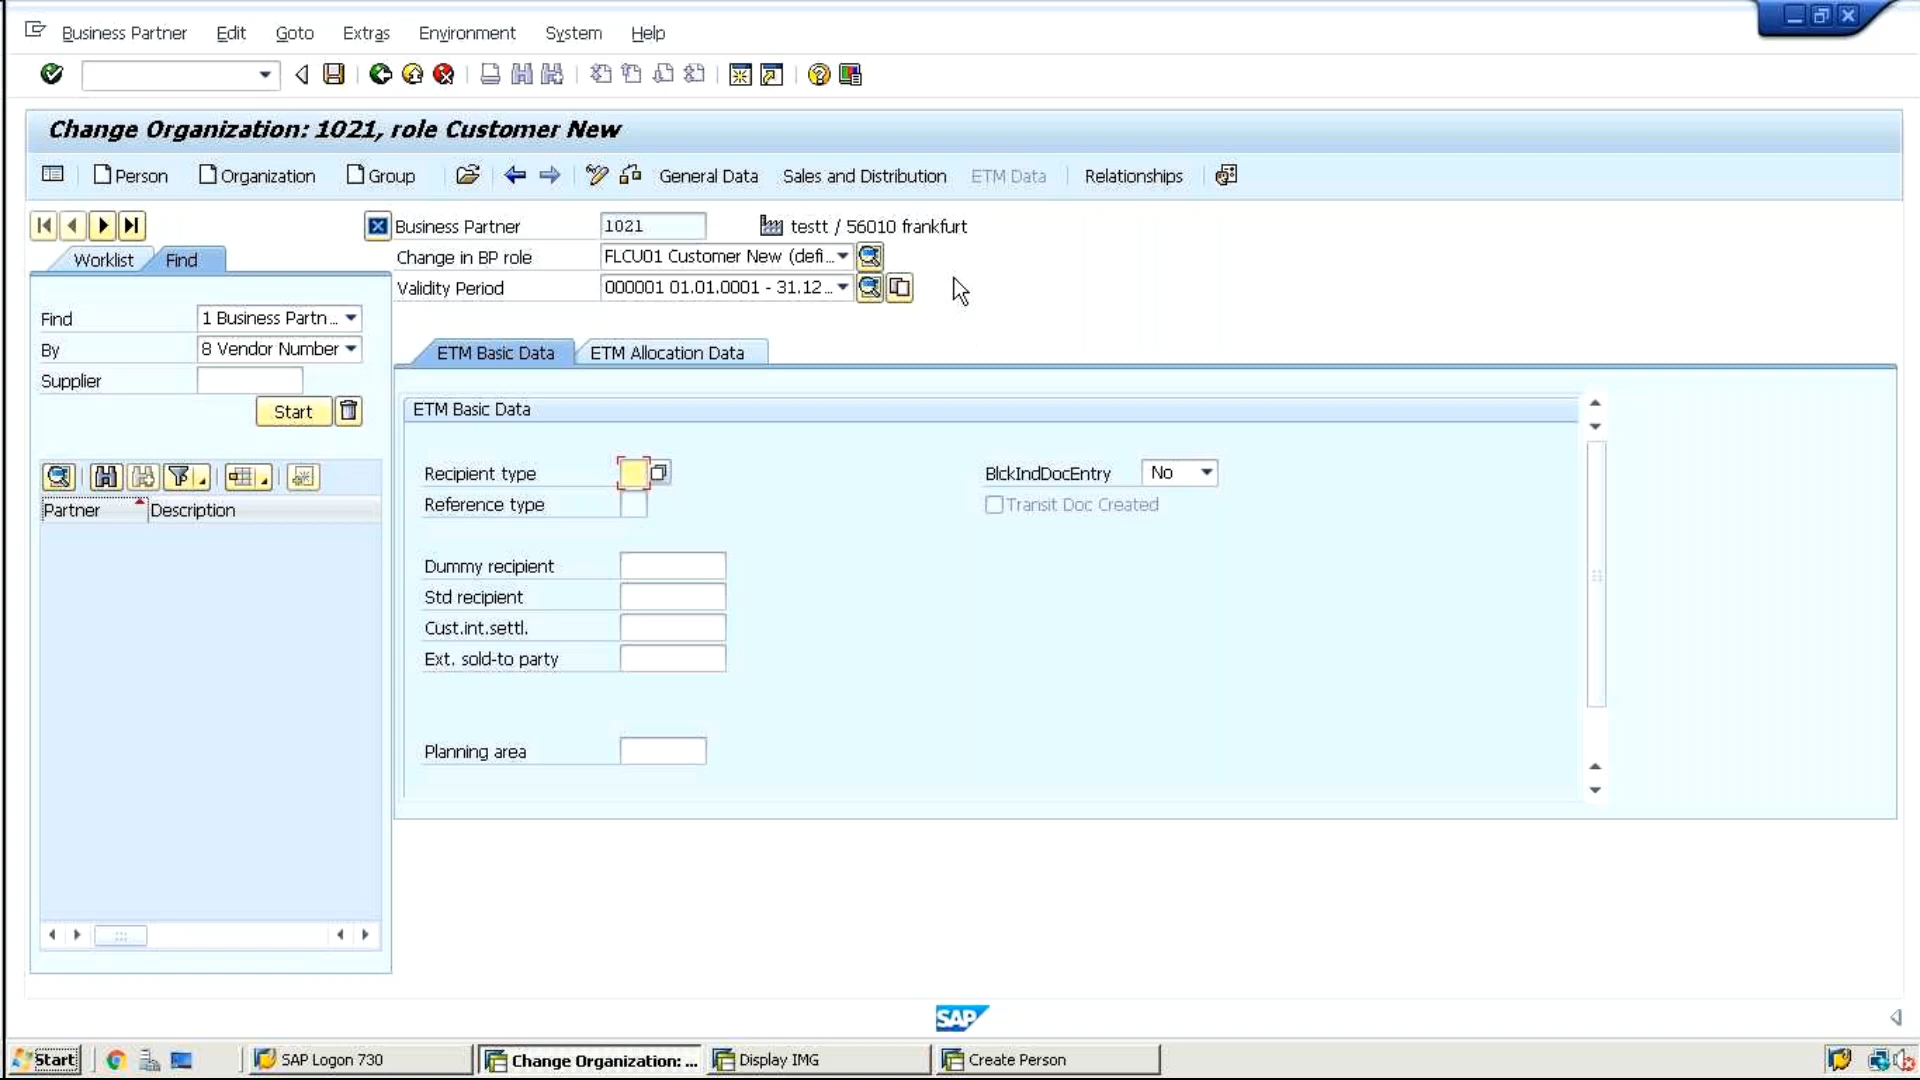 Business Partner Edit Goto Extras Environment System Help
Change Organization: 1021, role Customer New
Person Organization Group General Data Sales and Distribution ETM Data Relationships
Business Partner 1021 testt / 56010 frankfurt
Worklist Find
Change in BP role FLCU01 Customer New (defi...
Validity Period 000001 01.01.0001 - 31.12...
Find 1 Business Partn...
By 8 Vendor Number
Supplier
Start
Partner Description
ETM Basic Data ETM Allocation Data
ETM Basic Data
Recipient type BlckIndDocEntry No
Reference type Transit Doc Created
Dummy recipient
Std recipient
Cust.int.settl.
Ext. sold-to party
Planning area
SAP
Start SAP Logon 730 Change Organization: ... Display IMG Create Person